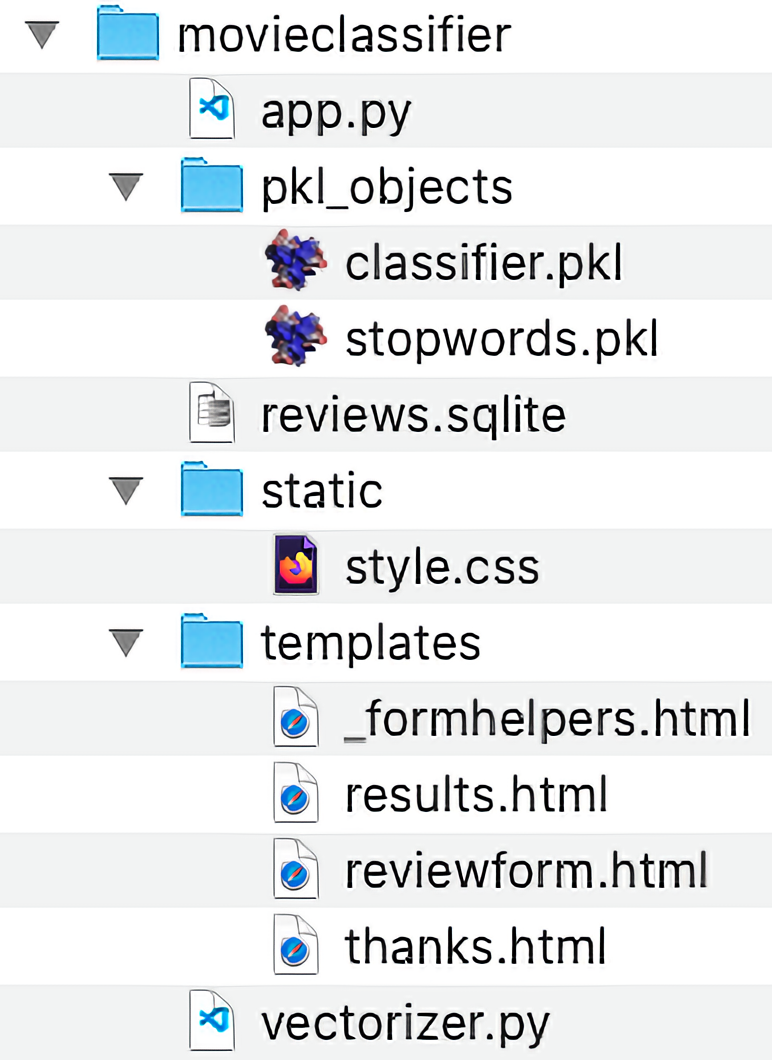 movieclassifier
app.py
pkl_objects
classifier.pkl
stopwords.pkl
reviews.sqlite
static
style.css
templates
_formhelpers.html
results.html
reviewform.html
thanks.html
vectorizer.py